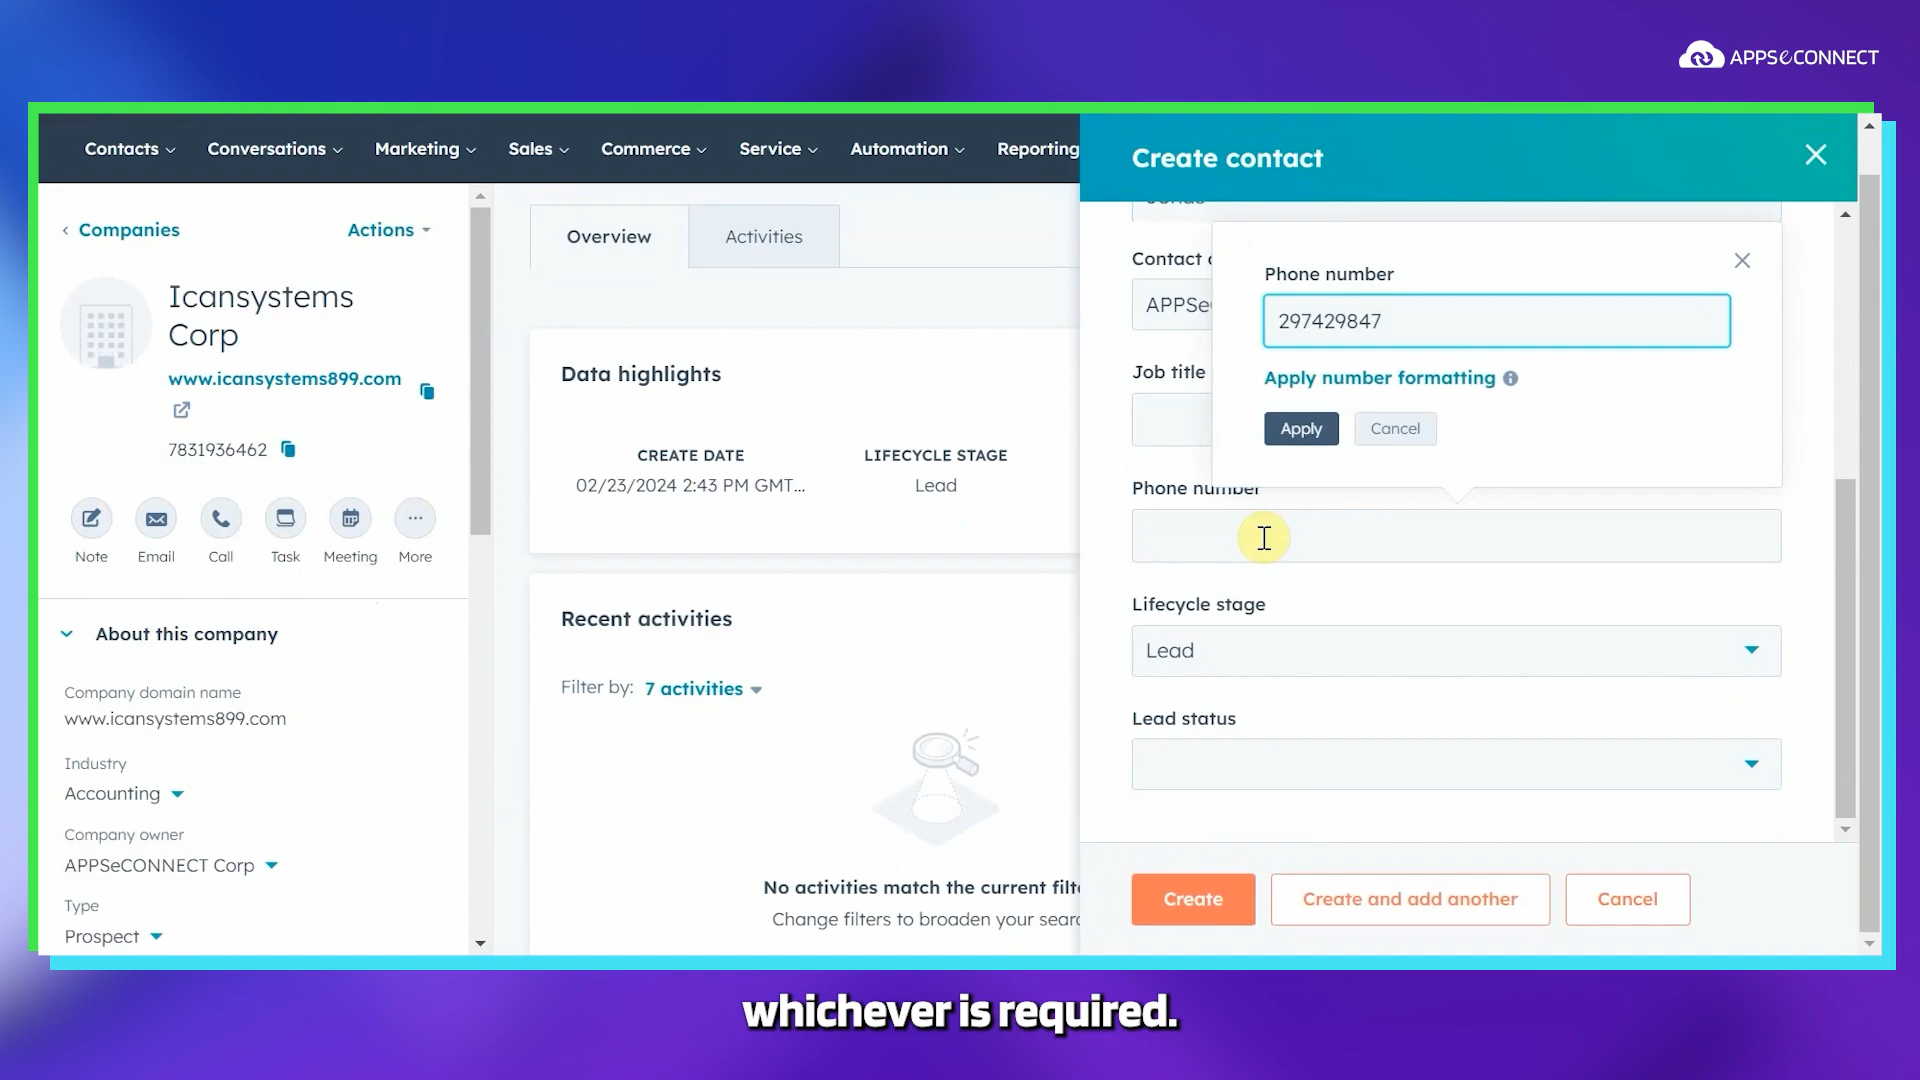 APPSeCONNECT
Contacts
Conversations
Marketing
Sales
Commerce
Service
Automation
Reporting
Create contact
Companies
Actions
Icansystems
Corp
www.icansystems899.com
7831936462
Note
Email
Call
Task
Meeting
More
About this company
Company domain name
www.icansystems899.com
Industry
Accounting
Company owner
APPSeCONNECT Corp
Type
Prospect
Overview
Activities
Data highlights
CREATE DATE
02/23/2024 2:43 PM GMT...
LIFECYCLE STAGE
Lead
Recent activities
Filter by: 7 activities
No activities match the current
Change filters to broaden your
Contact
Phone number
297429847
Apply number formatting
Apply
Cancel
Job title
Phone number
Lifecycle stage
Lead
Lead status
Create
Create and add another
Cancel
whichever is required.